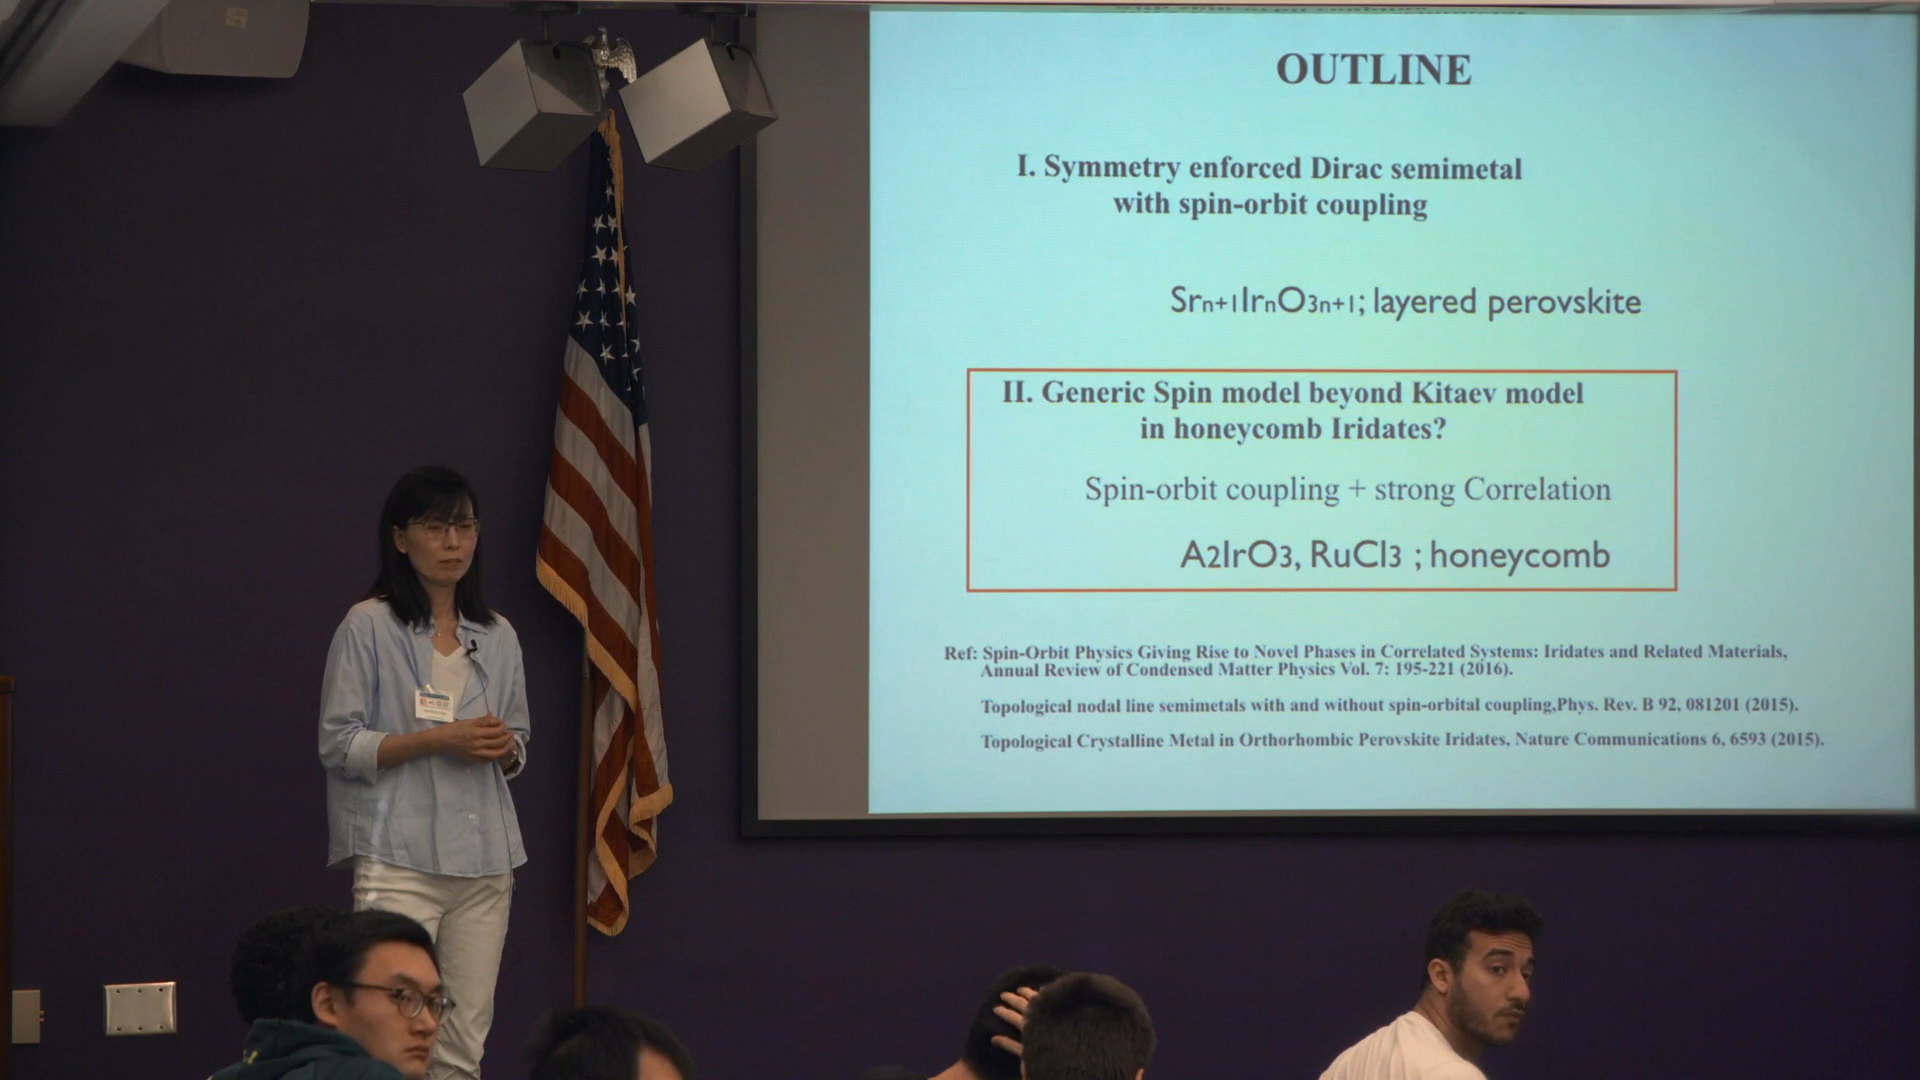 OUTLINE
I. Symmetry enforced Dirac semimetal
with spin-orbit coupling
Srn+1IrnO3n+1; layered perovskite
II. Generic Spin model beyond Kitaev model
in honeycomb Iridates?
Spin-orbit coupling + strong Correlation
A2IrO3, RuCl3 ; honeycomb
Ref: Spin-Orbit Physics Giving Rise to Novel Phases in Correlated Systems: Iridates and Related Materials,
Annual Review of Condensed Matter Physics Vol. 7: 195-221 (2016).
Topological nodal line semimetals with and without spin-orbital coupling,Phys. Rev. B 92, 081201 (2015).
Topological Crystalline Metal in Orthorhombic Perovskite Iridates, Nature Communications 6, 6593 (2015).